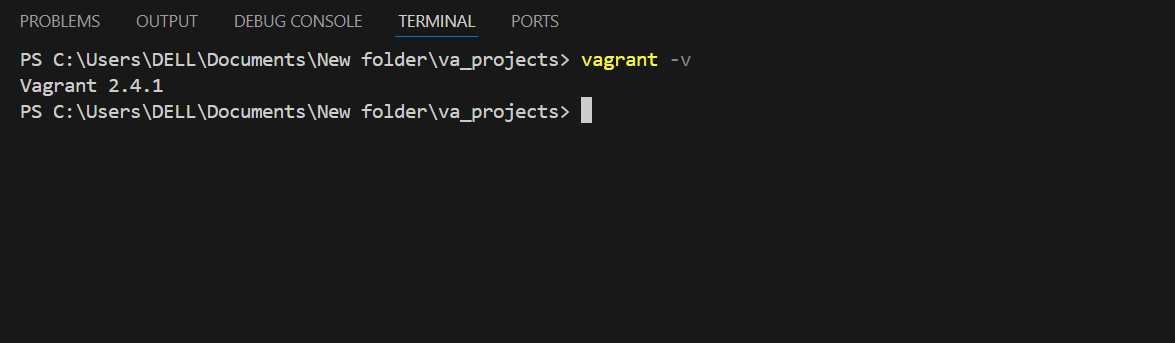 PROBLEMS OUTPUT DEBUG CONSOLE TERMINAL PORTS
PS C:\Users\DELL\Documents\New folder\va_projects> vagrant -v
Vagrant 2.4.1
PS C:\Users\DELL\Documents\New folder\va_projects>